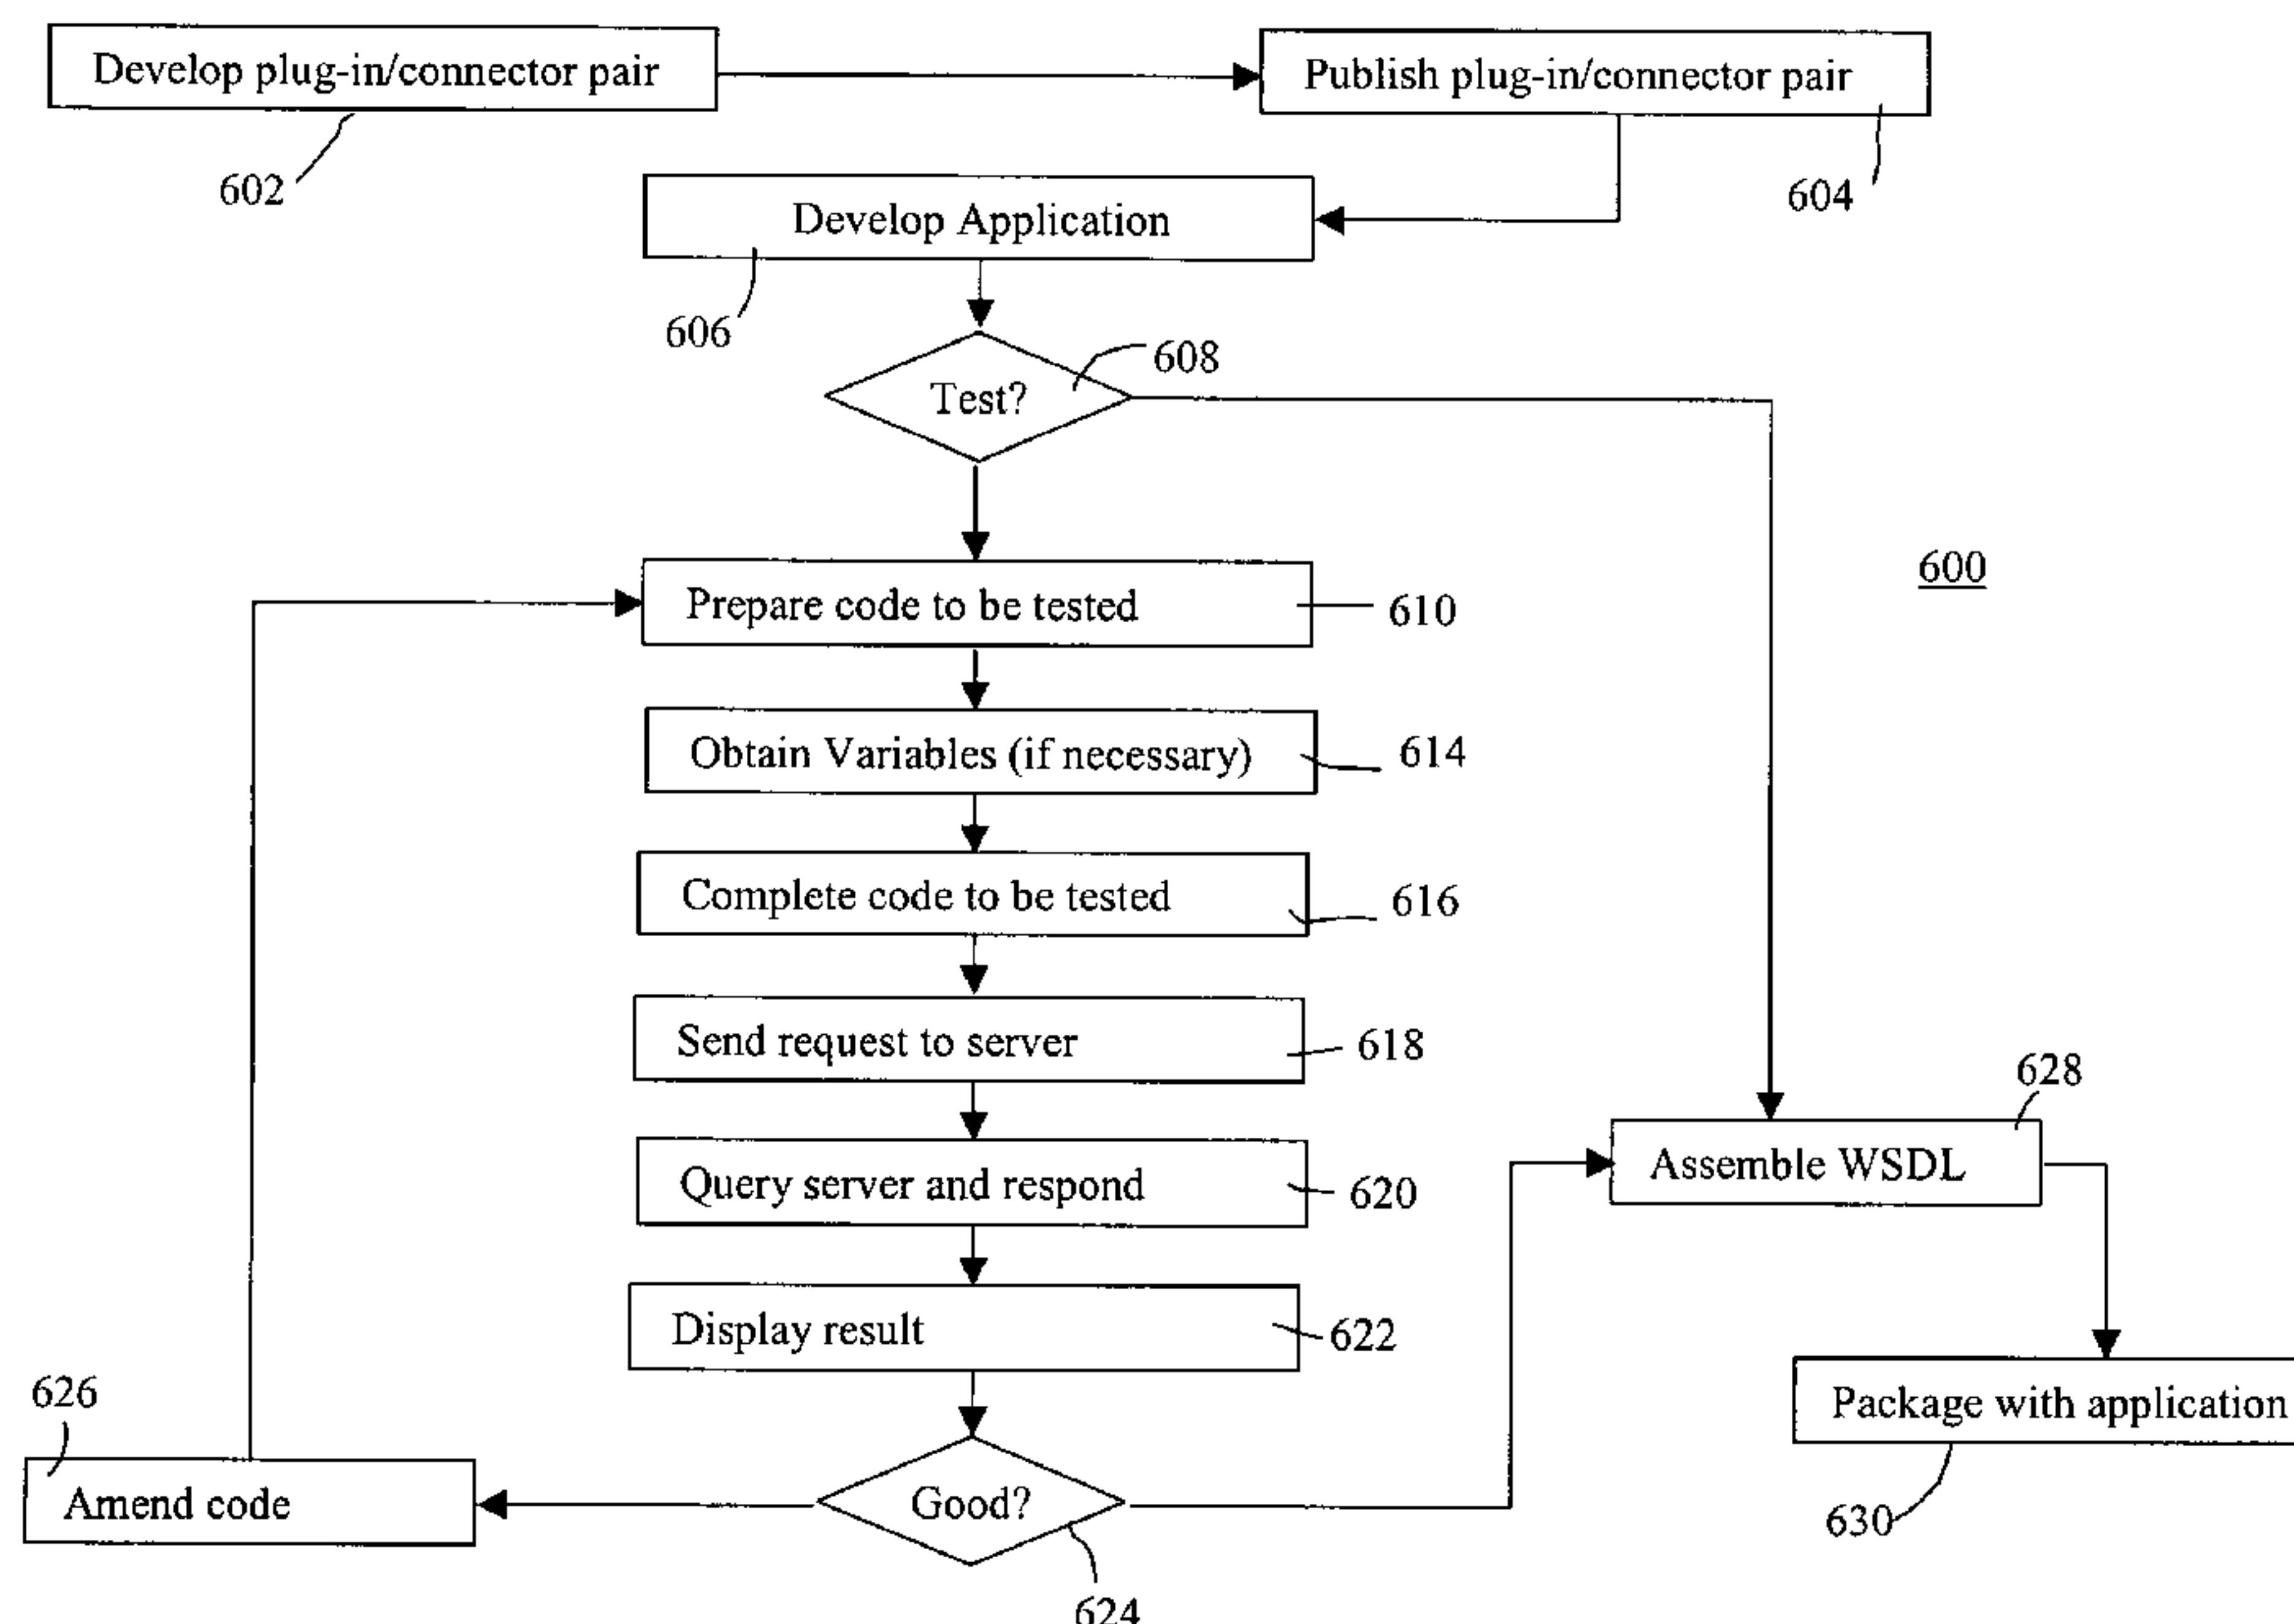 Develop plug-in/connector pair
Publish plug-in/connector pair
602
604
Develop Application
606
608
Test?
600
Prepare code to be tested
610
Obtain Variables (if necessary)
614
Complete code to be tested
616
Send request to server
618
628
Query server and respond
620
Assemble WSDL
Display result
622
626
Package with application
630
Amend code
Good?
624